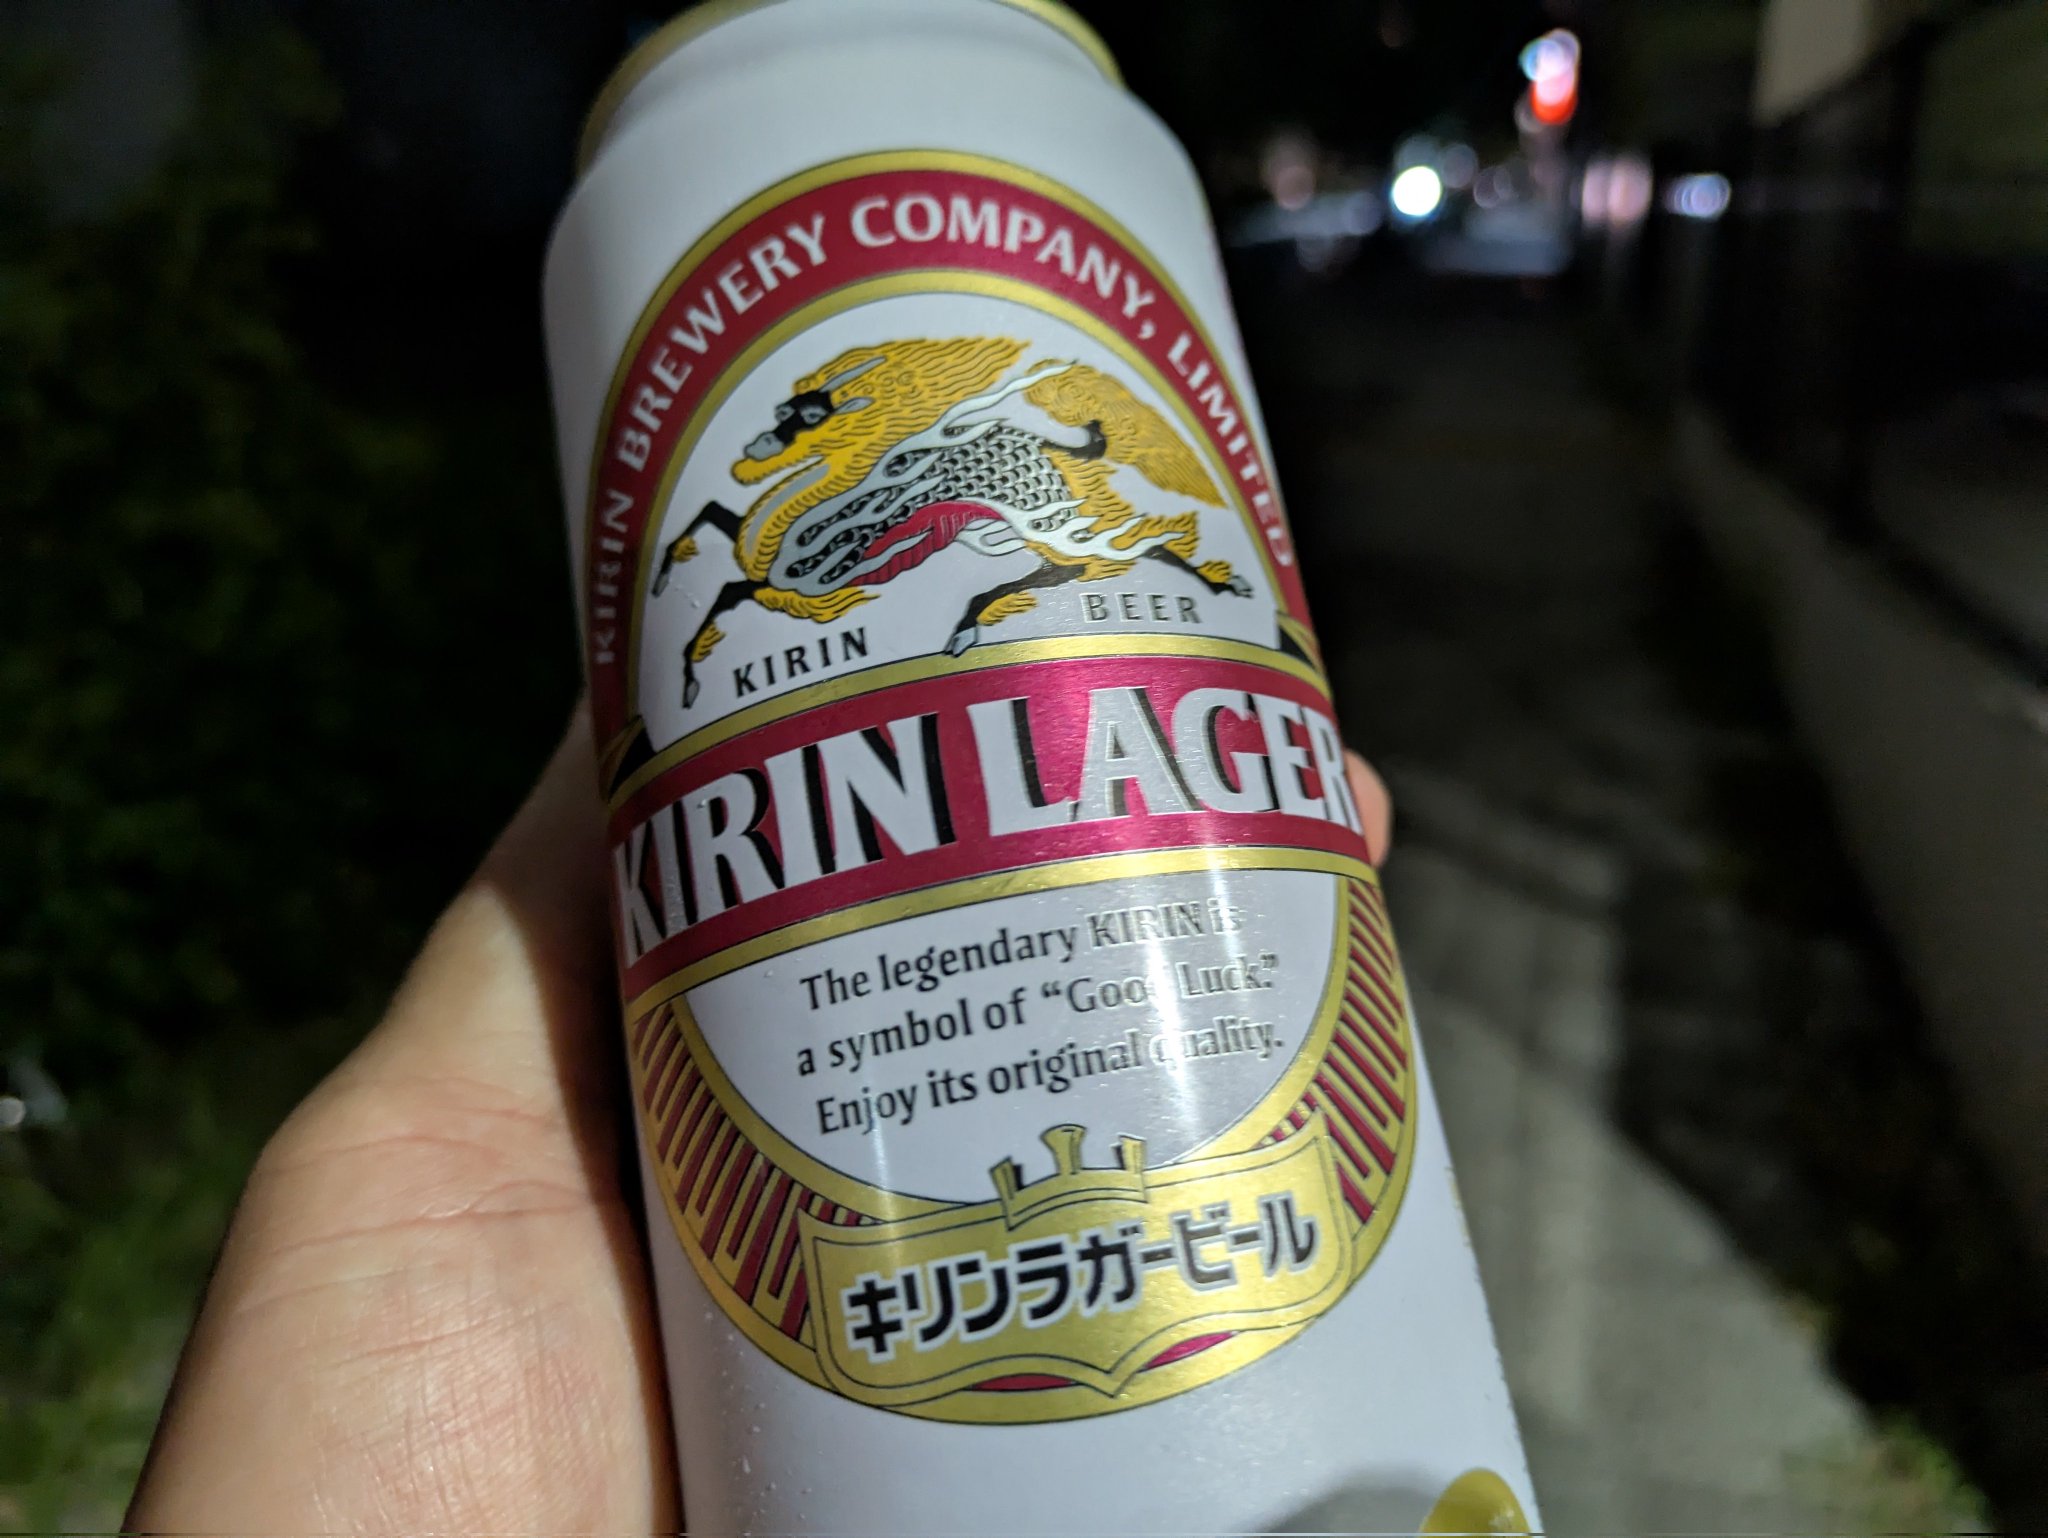 KIRIN BREWERY COMPANY, LIMITED
KIRIN BEER
KIRIN LAGER
The legendary KIRIN is
a symbol of “Good Luck.”
Enjoy its original quality.
キリンラガービール